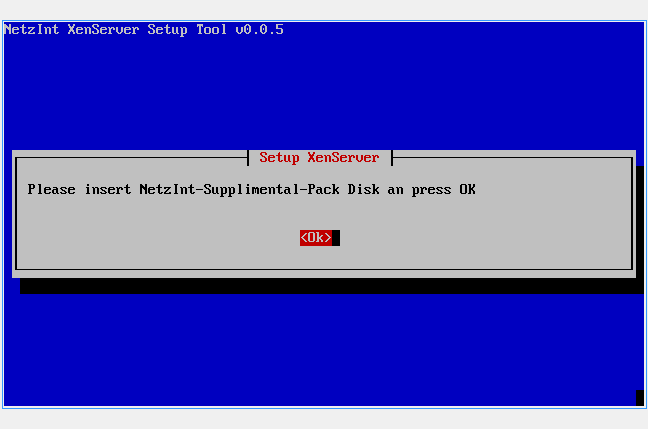 NetzInt XenServer Setup Tool v0.0.5
Setup XenServer
Please insert NetzInt-Supplimental-Pack Disk an press OK
<Ok>